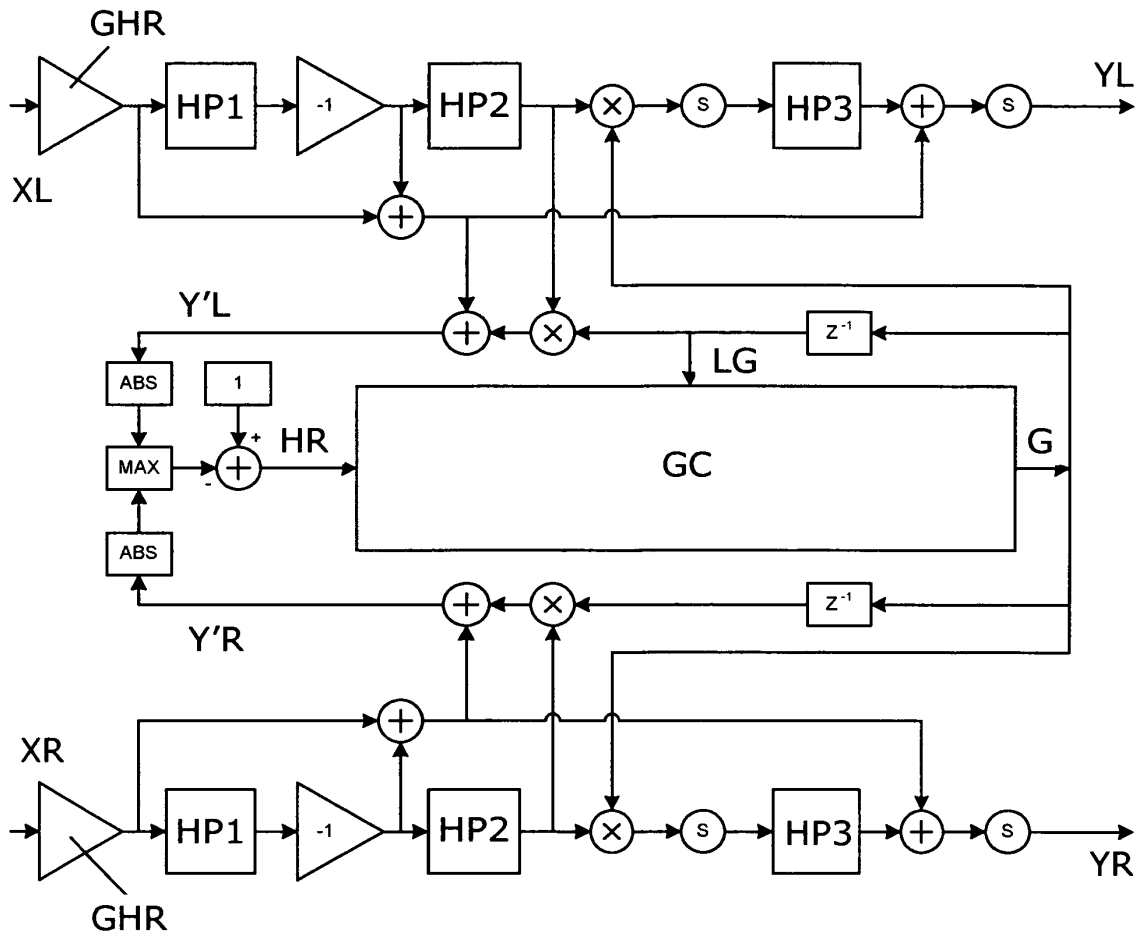 GHR
HP1 -1 HP2 × S HP3 + S YL
XL
+
Y'L
+ × Z⁻¹
LG
ABS 1
MAX + - + HR GC G
ABS
+ × Z⁻¹
Y'R
+
XR
HP1 -1 HP2 × S HP3 + S
YR
GHR